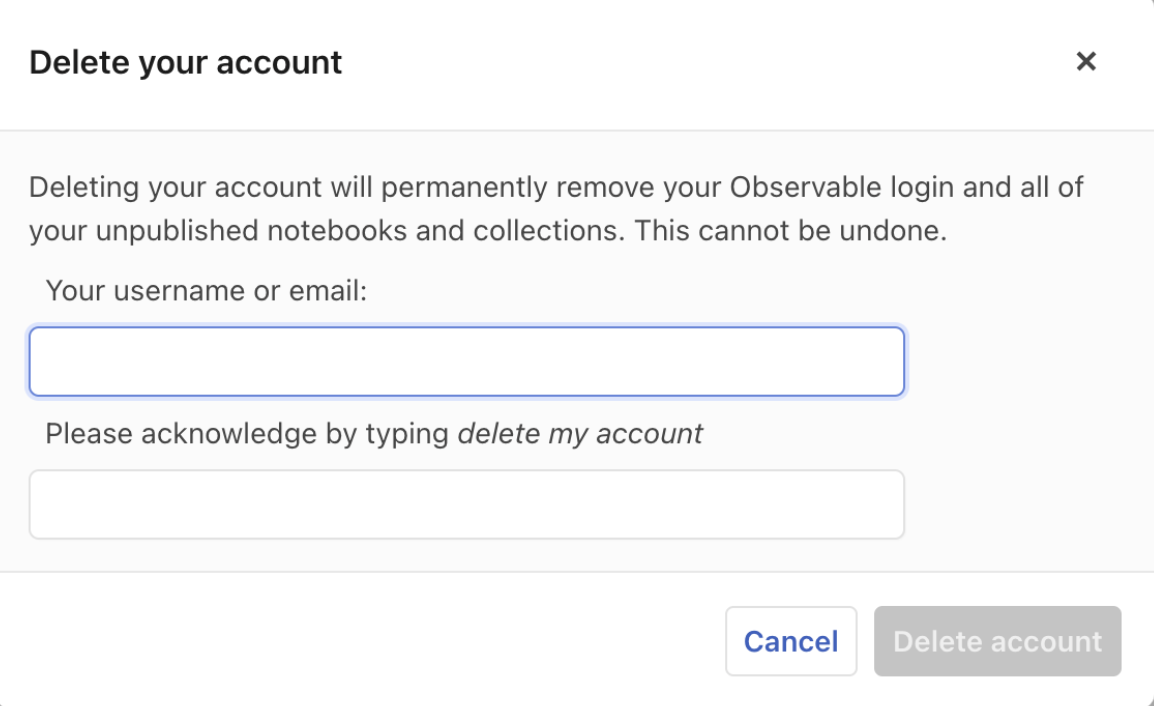 Delete your account
Deleting your account will permanently remove your Observable login and all of
your unpublished notebooks and collections. This cannot be undone.
Your username or email:
Please acknowledge by typing delete my account
Cancel
Delete account